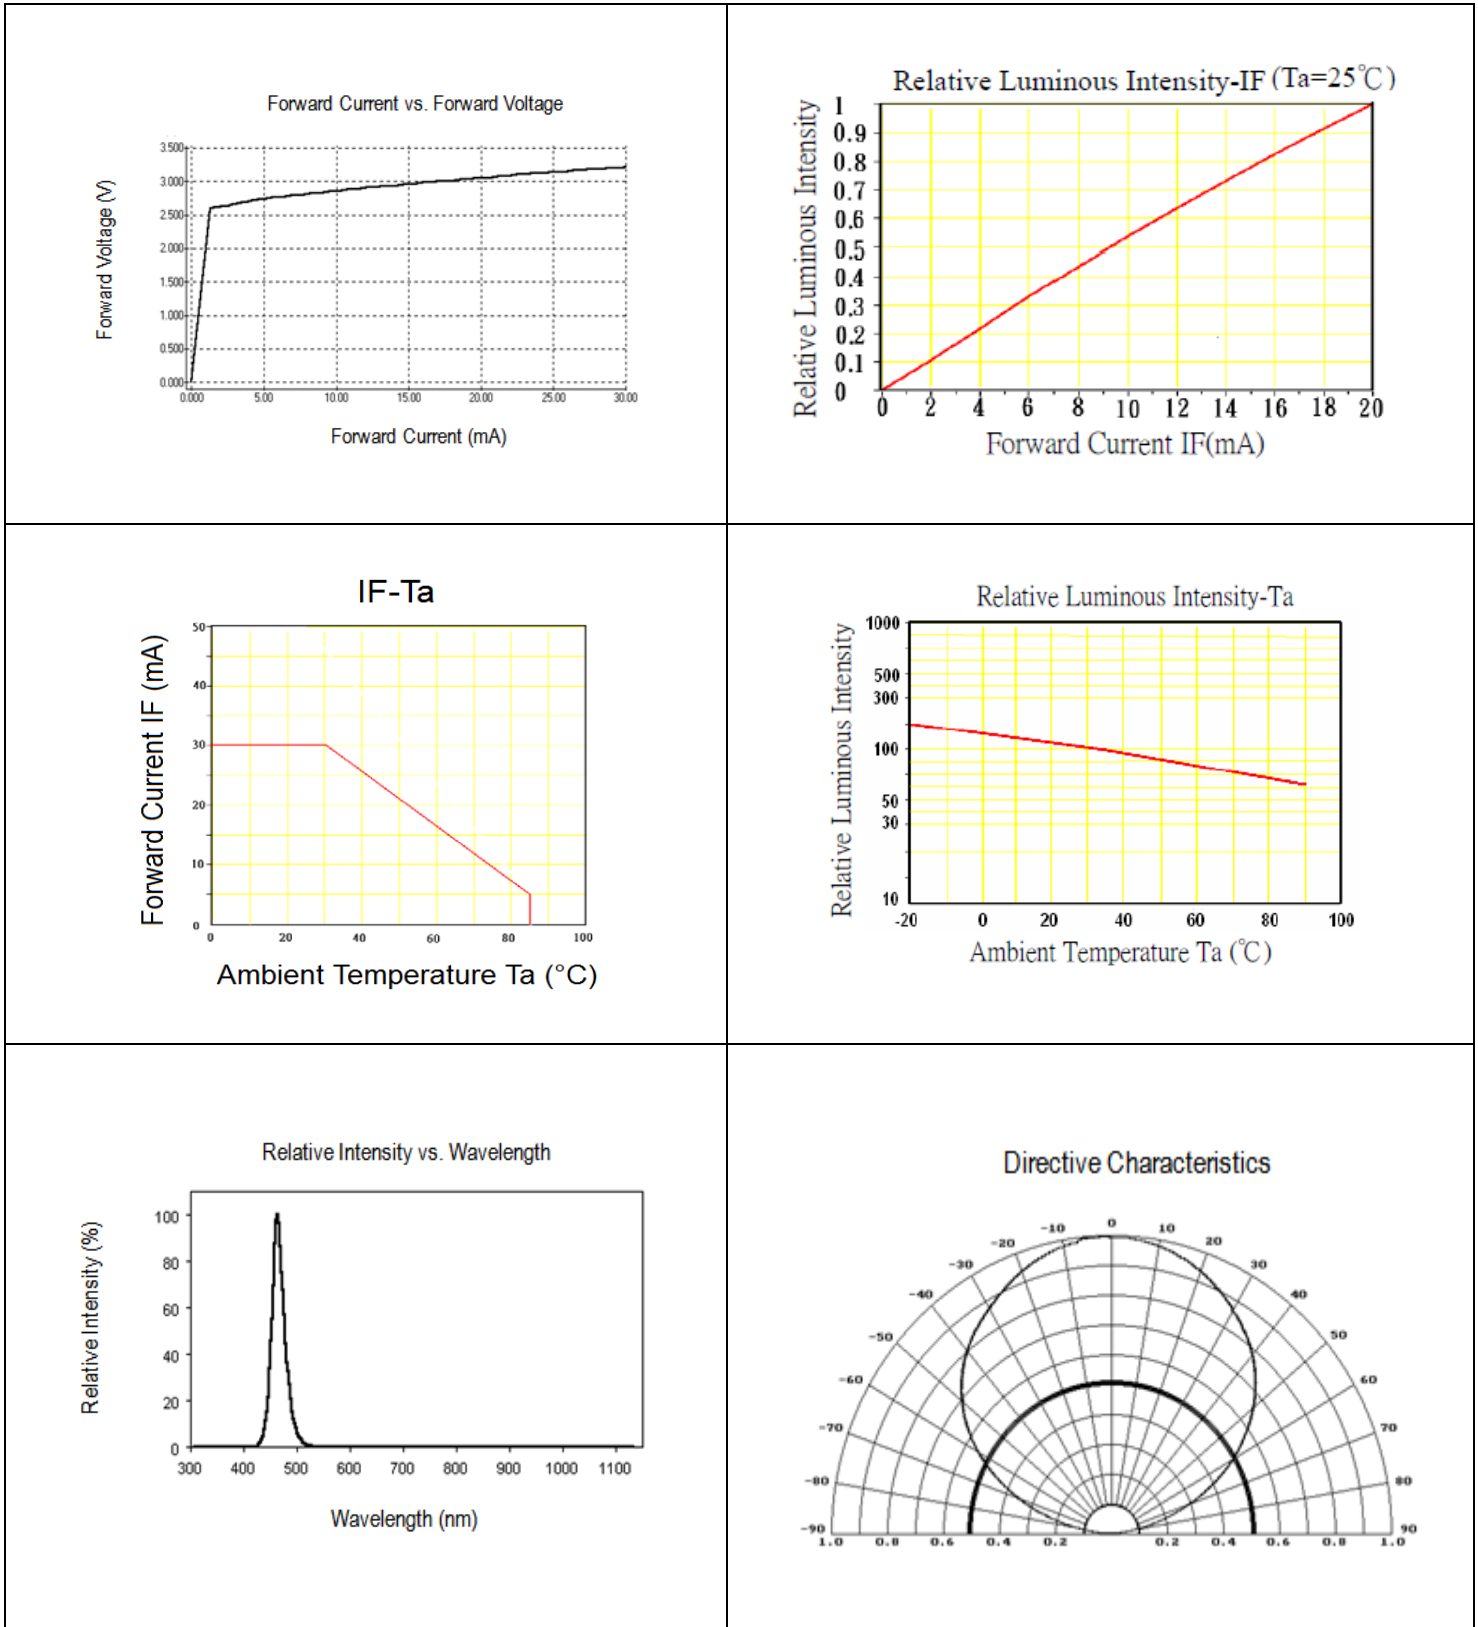 Forward Current vs. Forward Voltage
Forward Voltage (V)
3.500
3.000
2.500
2.000
1.500
1.000
0.500
0.000
0.000 5.00 10.00 15.00 20.00 25.00 30.00
Forward Current (mA)
Relative Luminous Intensity-IF (Ta=25℃)
Relative Luminous Intensity
1
0.9
0.8
0.7
0.6
0.5
0.4
0.3
0.2
0.1
0
0 2 4 6 8 10 12 14 16 18 20
Forward Current IF(mA)
IF-Ta
Forward Current IF (mA)
50
40
30
20
10
0
0 20 40 60 80 100
Ambient Temperature Ta (°C)
Relative Luminous Intensity-Ta
Relative Luminous Intensity
1000
500
300
100
50
30
10
-20 0 20 40 60 80 100
Ambient Temperature Ta (℃)
Relative Intensity vs. Wavelength
Relative Intensity (%)
100
80
60
40
20
0
300 400 500 600 700 800 900 1000 1100
Wavelength (nm)
Directive Characteristics
-10 0 10
-20 20
-30 30
-40 40
-50 50
-60 60
-70 70
-80 80
-90 90
1.0 0.8 0.6 0.4 0.2 0.2 0.4 0.6 0.8 1.0